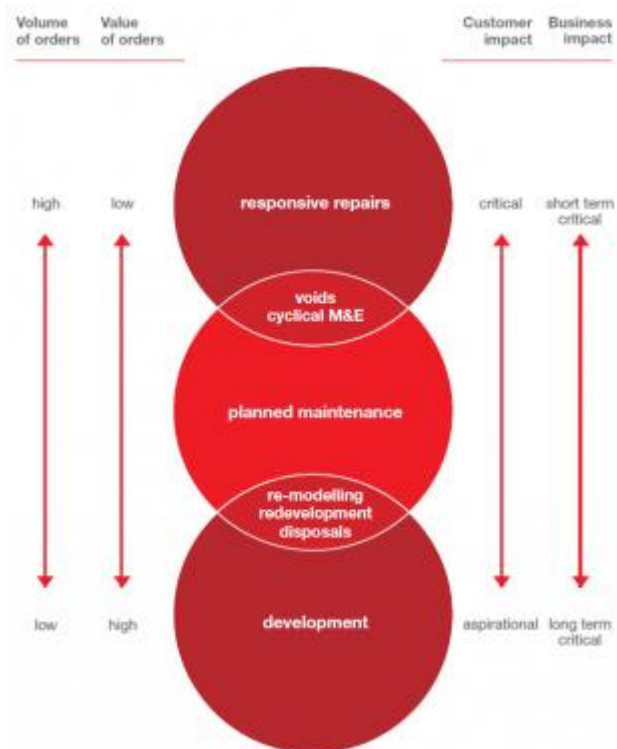 Volume of orders
Value of orders
Customer impact
Business impact
high
low
responsive repairs
critical
short term critical
voids
cyclical M&E
planned maintenance
re-modelling
redevelopment
disposals
low
high
development
aspirational
long term critical